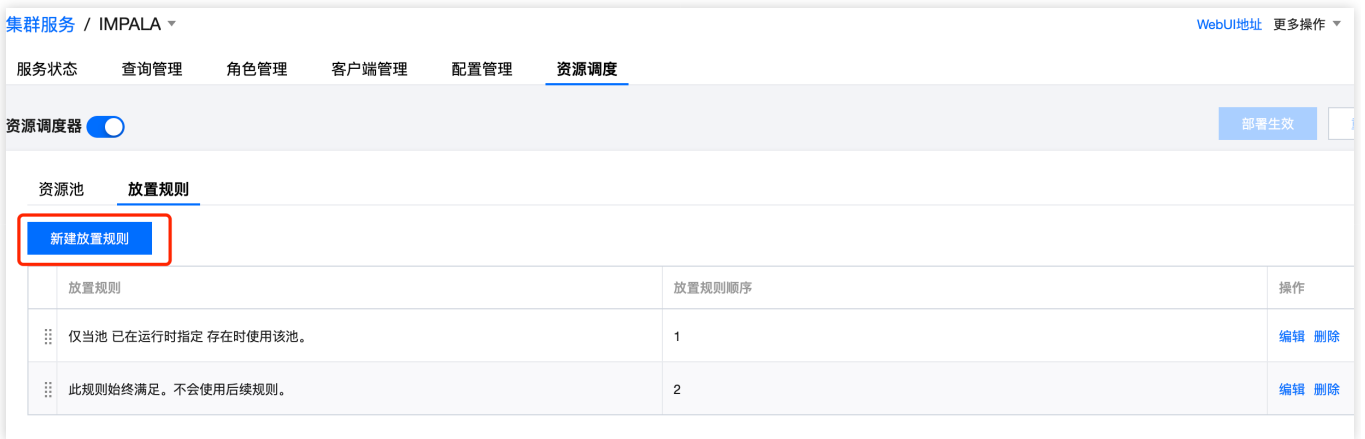 集群服务 / IMPALA WebUI地址 更多操作
服务状态 查询管理 角色管理 客户端管理 配置管理 资源调度
资源调度器 部署生效
资源池 放置规则
新建放置规则
放置规则 放置规则顺序 操作
仅当池 已在运行时指定 存在时使用该池。 1 编辑 删除
此规则始终满足。不会使用后续规则。 2 编辑 删除